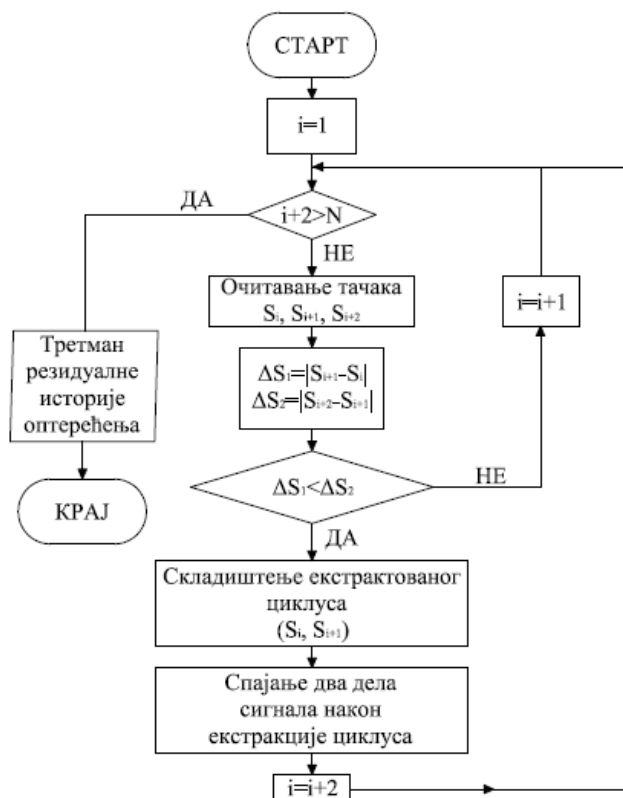 СТАРТ
i=1
ДА
i+2>N
НЕ
Очитавање тачака
Si, Si+1, Si+2
i=i+1
Третман
резидуалне
историје
оптерећења
ΔS1=|Si+1-Si|
ΔS2=|Si+2-Si+1|
КРАЈ
ΔS1<ΔS2
НЕ
ДА
Складиштење екстрактованог
циклуса
(Si, Si+1)
Спајање два дела
сигнала након
екстракције циклуса
i=i+2